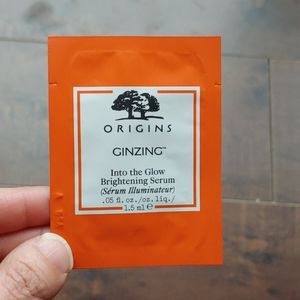 ORIGINS
GINZING™
Into the Glow
Brightening Serum
(Sérum Illuminateur)
.05 fl. oz./oz. liq./
1.5 ml ℮